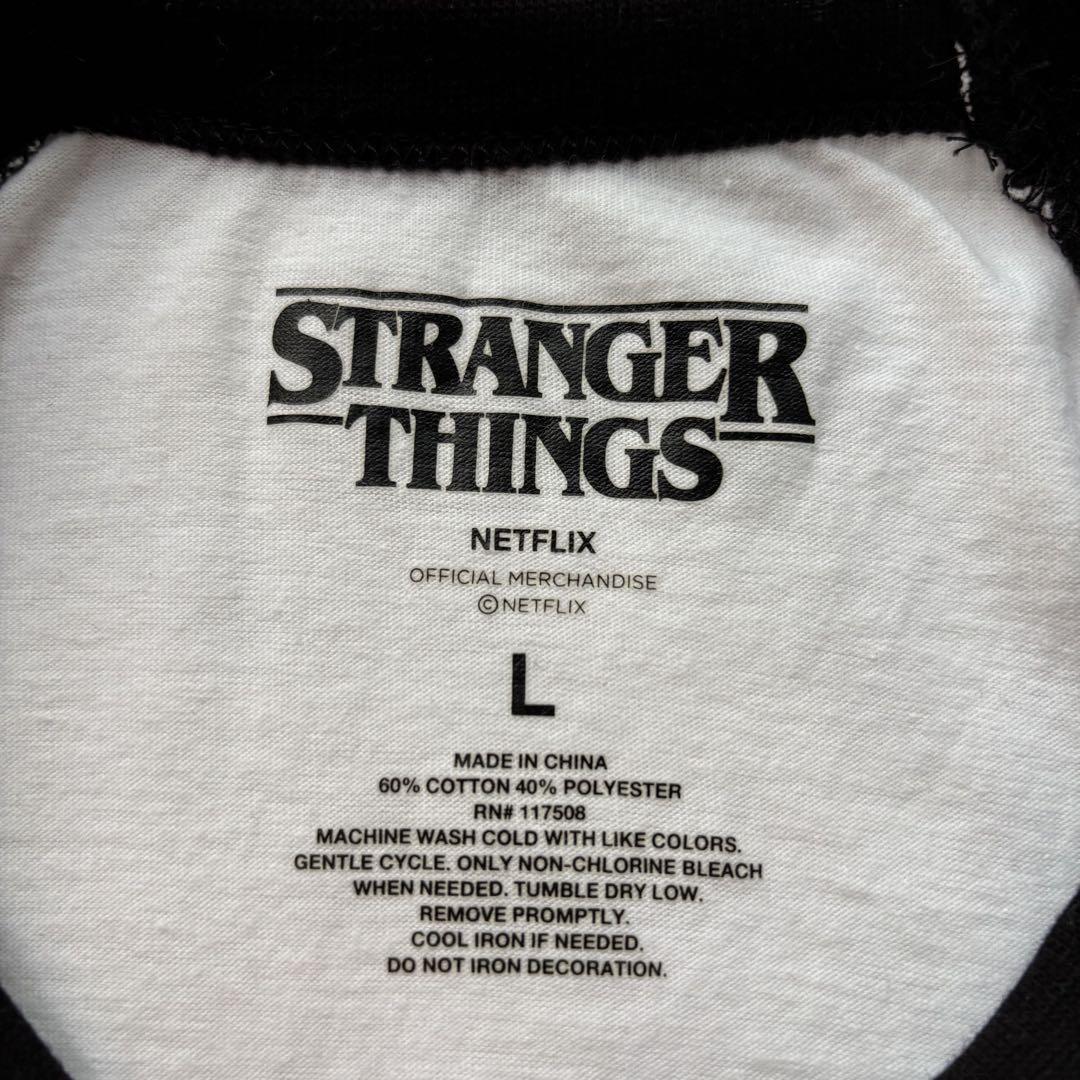 STRANGER
THINGS
NETFLIX
OFFICIAL MERCHANDISE
©NETFLIX
L
MADE IN CHINA
60% COTTON 40% POLYESTER
RN# 117508
MACHINE WASH COLD WITH LIKE COLORS.
GENTLE CYCLE. ONLY NON-CHLORINE BLEACH
WHEN NEEDED. TUMBLE DRY LOW.
REMOVE PROMPTLY.
COOL IRON IF NEEDED.
DO NOT IRON DECORATION.